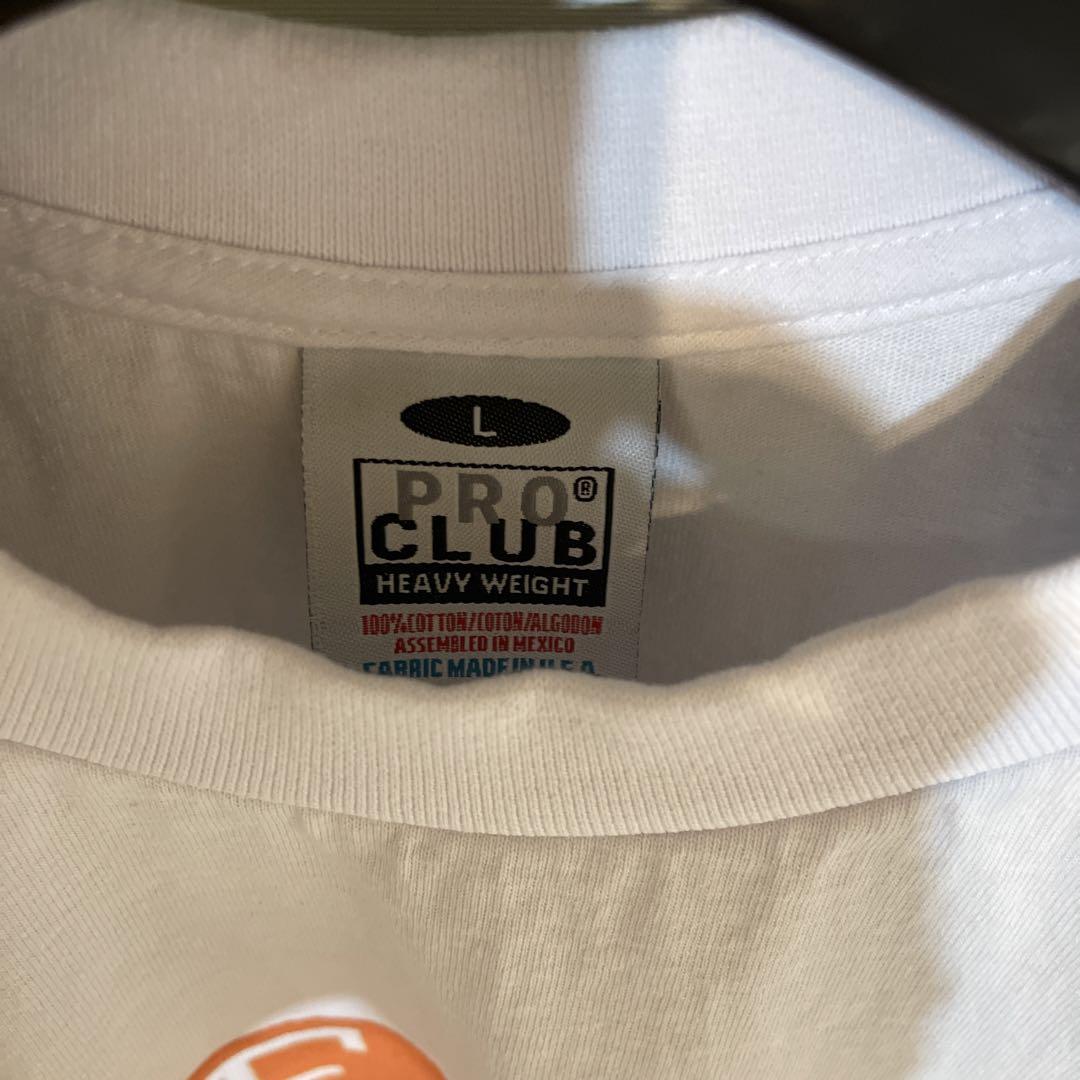 L
PRO®
CLUB
HEAVY WEIGHT
100%COTTON/COTON/ALGODON
ASSEMBLED IN MEXICO
FABRIC MADE IN U.S.A